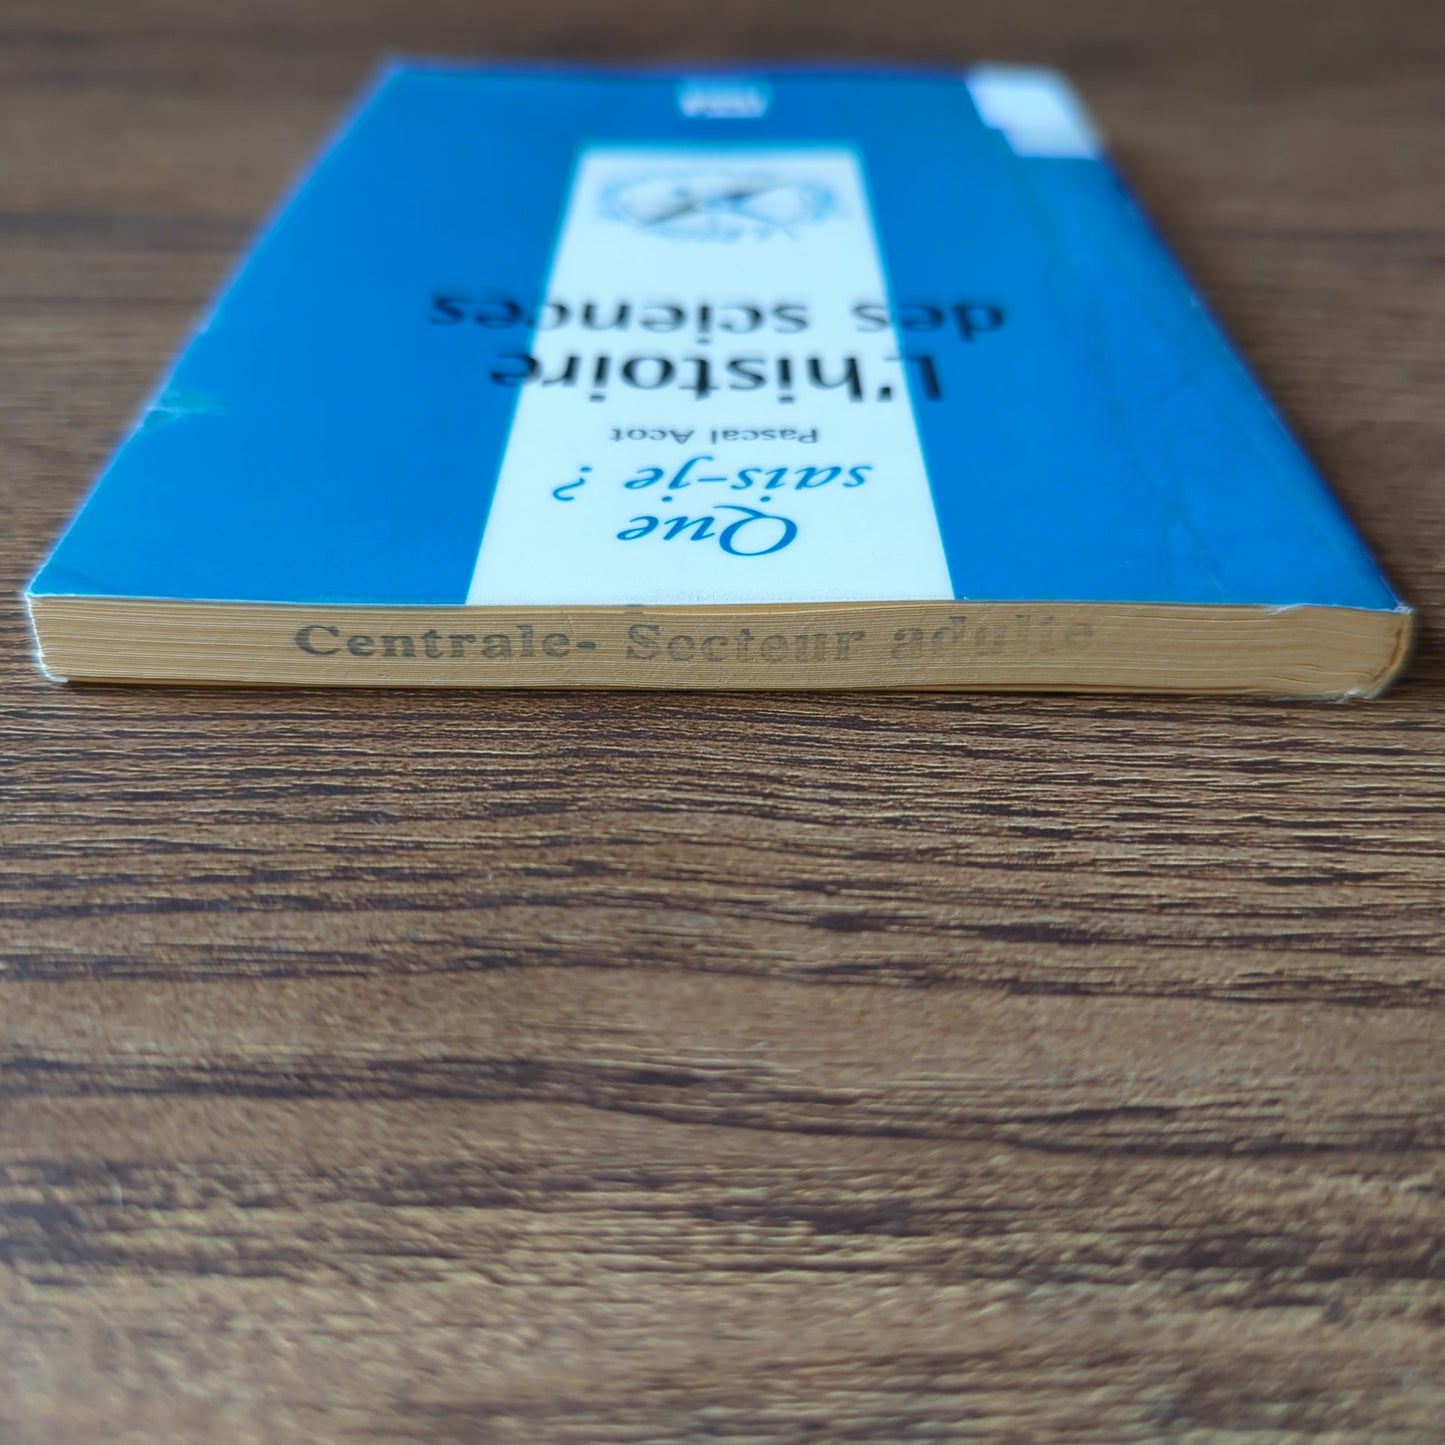 Que
sais-je ?
Pascal Acot
L'histoire
des sciences
Centrale- Secteur adulte